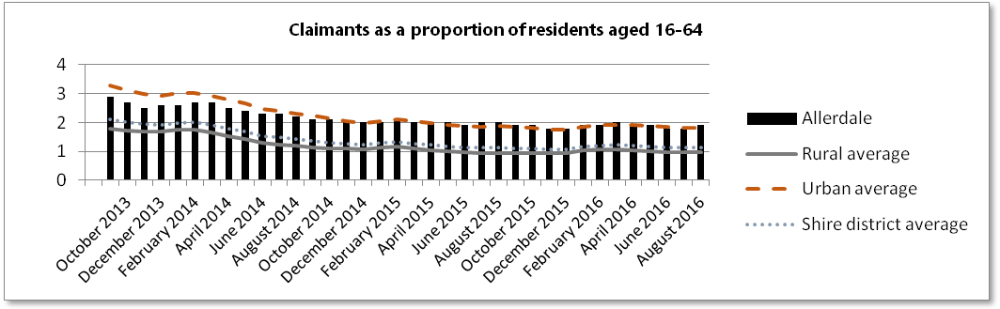 Claimants as a proportion of residents aged 16-64
4
3
2
1
0
October 2013
December 2013
February 2014
April 2014
June 2014
August 2014
October 2014
December 2014
February 2015
April 2015
June 2015
August 2015
October 2015
December 2015
February 2016
April 2016
June 2016
August 2016
Allerdale
Rural average
Urban average
Shire district average